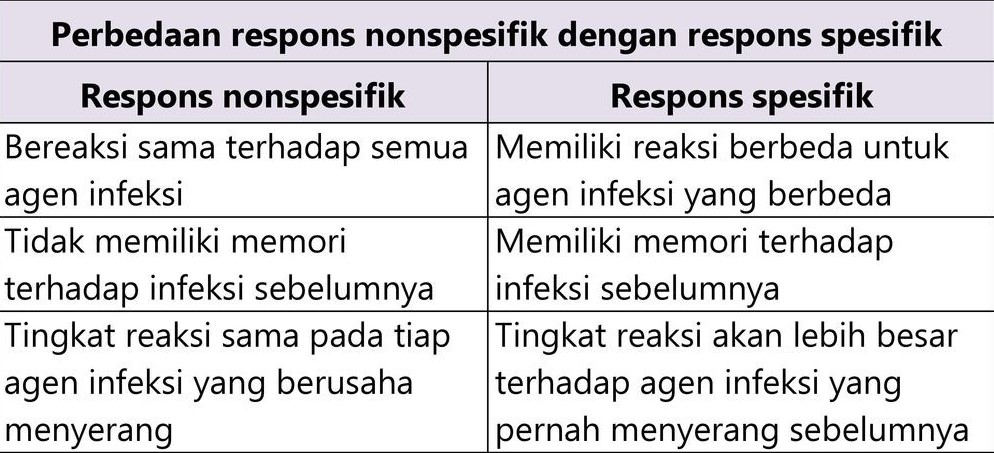 Perbedaan respons nonspesifik dengan respons spesifik
Respons nonspesifik
Respons spesifik
Bereaksi sama terhadap semua
agen infeksi
Memiliki reaksi berbeda untuk
agen infeksi yang berbeda
Tidak memiliki memori
terhadap infeksi sebelumnya
Memiliki memori terhadap
infeksi sebelumnya
Tingkat reaksi sama pada tiap
agen infeksi yang berusaha
menyerang
Tingkat reaksi akan lebih besar
terhadap agen infeksi yang
pernah menyerang sebelumnya